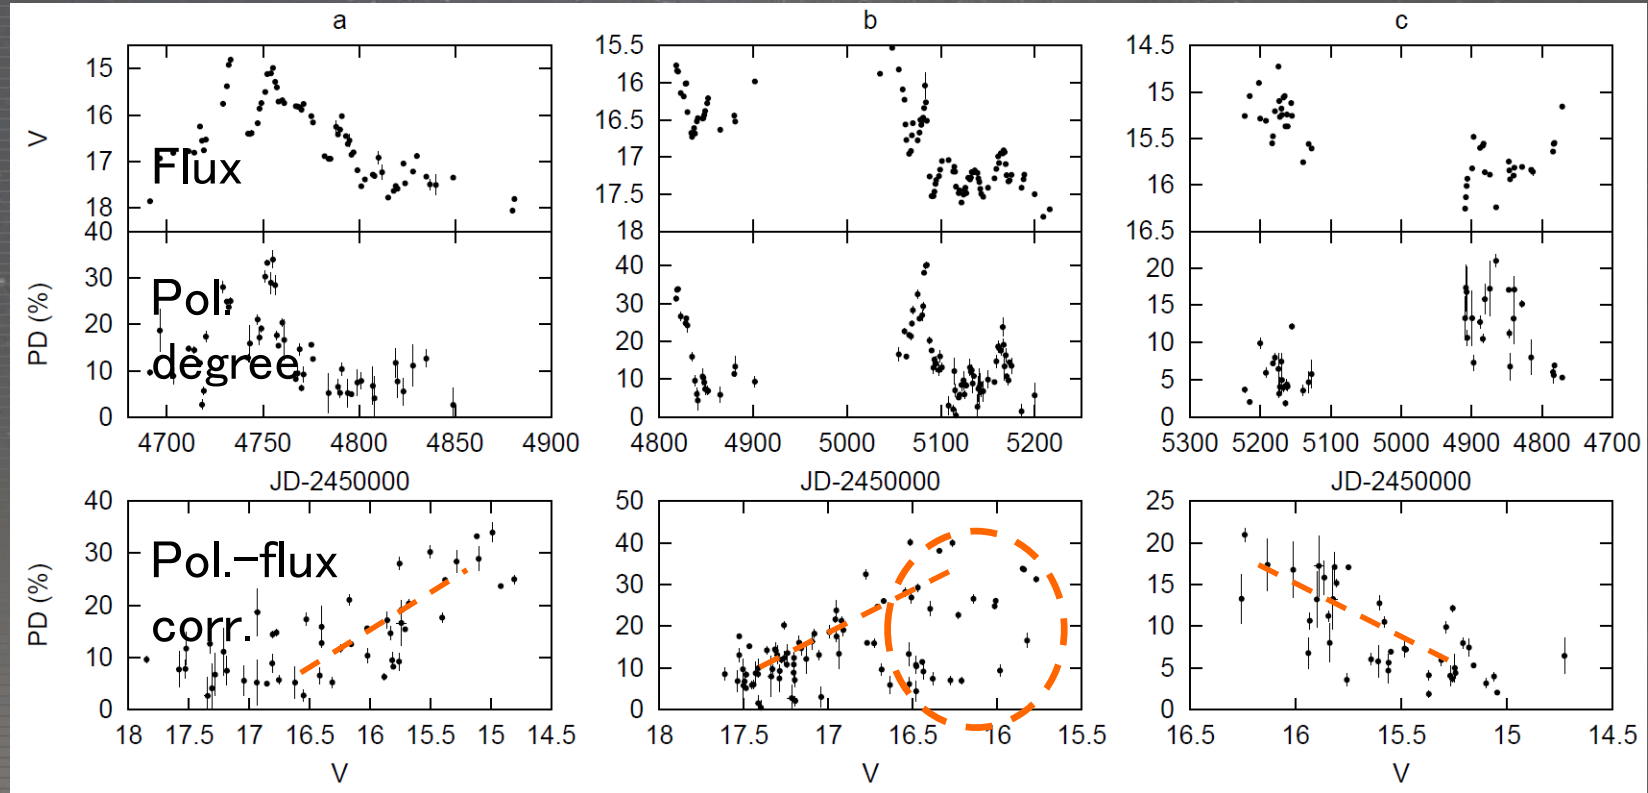 a
b
c
15
16
17
18
V
Flux
15.5
16
16.5
17
17.5
18
14.5
15
15.5
16
16.5
40
30
20
10
0
PD (%)
Pol.
degree
40
30
20
10
0
20
15
10
5
0
4700 4750 4800 4850 4900
4800 4900 5000 5100 5200
5300 5200 5100 5000 4900 4800 4700
JD-2450000
JD-2450000
JD-2450000
40
30
20
10
0
PD (%)
Pol.-flux
corr.
50
40
30
20
10
0
25
20
15
10
5
0
18 17.5 17 16.5 16 15.5 15 14.5
18 17.5 17 16.5 16 15.5
16.5 16 15.5 15 14.5
V
V
V